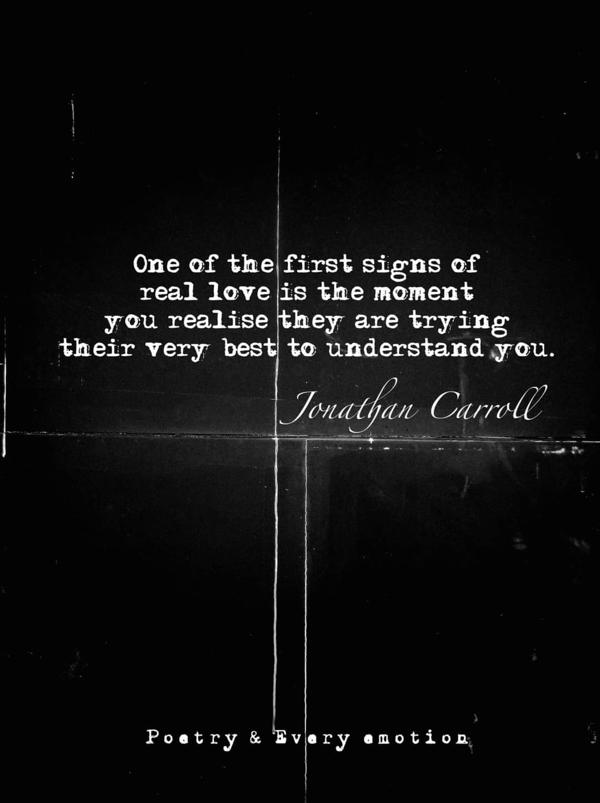 One of the first signs of
real love is the moment
you realise they are trying
their very best to understand you.
Jonathan Carroll
Poetry & Every emotion